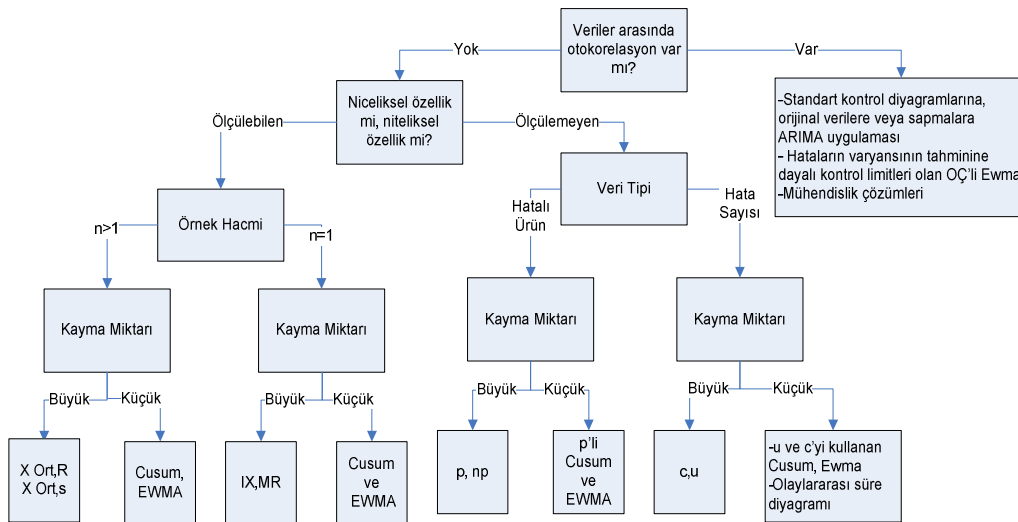 Veriler arasında
otokorelasyon var
mı?
Yok
Var
Niceliksel özellik
mi, niteliksel
özellik mi?
-Standart kontrol diyagramlarına,
orijinal verilere veya sapmalara
ARIMA uygulaması
- Hataların varyansının tahminine
dayalı kontrol limitleri olan OÇ'li Ewma
-Mühendislik çözümleri
Ölçülebilen
Ölçülemeyen
Veri Tipi
Örnek Hacmi
n>1
n=1
Hatalı
Ürün
Hata
Sayısı
Kayma Miktarı
Kayma Miktarı
Kayma Miktarı
Kayma Miktarı
Büyük
Küçük
Büyük
Küçük
Büyük
Küçük
Büyük
Küçük
X Ort,R
X Ort,s
Cusum,
EWMA
IX,MR
Cusum
ve
EWMA
p, np
p'li
Cusum
ve
EWMA
c,u
-u ve c'yi kullanan
Cusum, Ewma
-Olaylararası süre
diyagramı